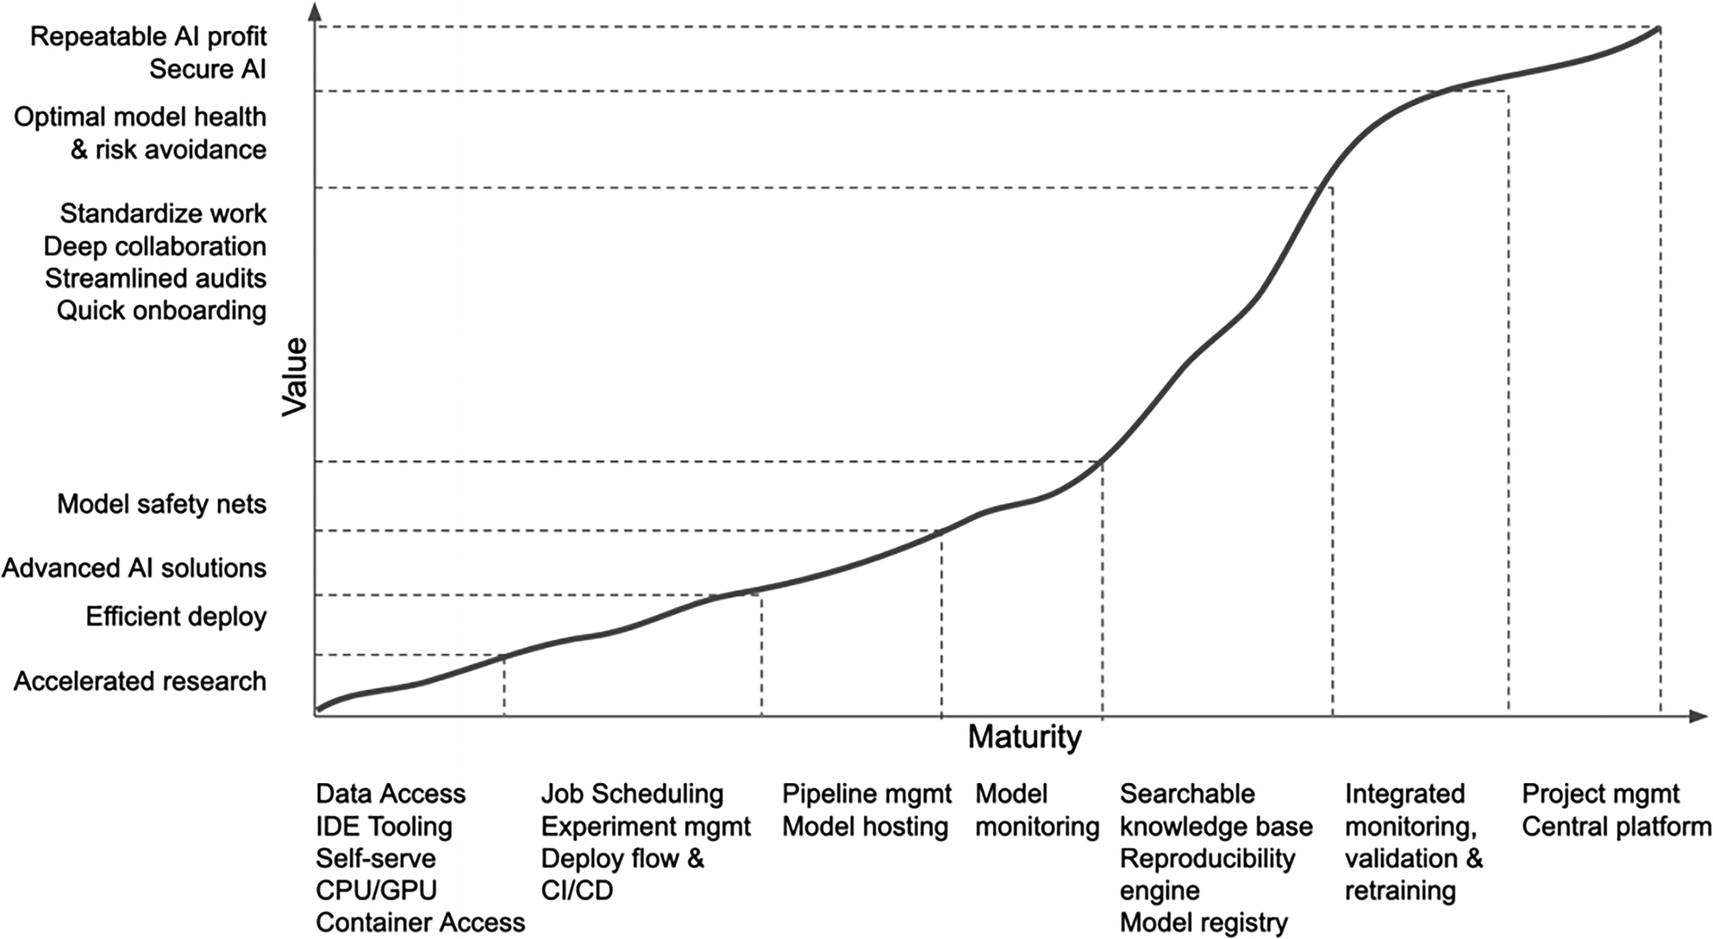 Repeatable AI profit
Secure AI
Optimal model health
& risk avoidance
Standardize work
Deep collaboration
Streamlined audits
Quick onboarding
Value
Model safety nets
Advanced AI solutions
Efficient deploy
Accelerated research
Maturity
Data Access
IDE Tooling
Self-serve
CPU/GPU
Container Access
Job Scheduling
Experiment mgmt
Deploy flow &
CI/CD
Pipeline mgmt
Model hosting
Model
monitoring
Searchable
knowledge base
Reproducibility
engine
Model registry
Integrated
monitoring,
validation &
retraining
Project mgmt
Central platform